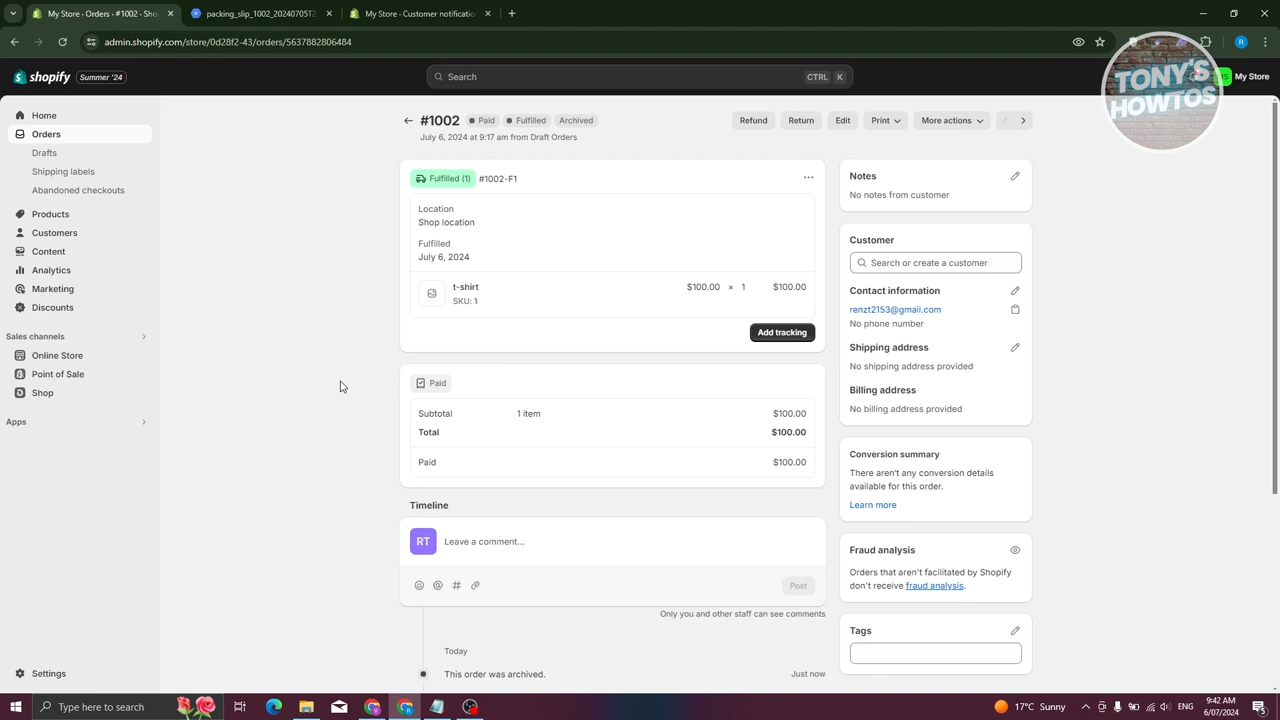 My Store · Orders · #1002 · Sho
packing_slip_1002_20240705T2
My Store · Fulfillment · Shopify
admin.shopify.com/store/0d28f2-43/orders/5637882806484
R
shopify
Summer '24
Search
CTRL
K
My Store
TONY'S
HOWTOS
Home
Orders
Drafts
Shipping labels
Abandoned checkouts
Products
Customers
Content
Analytics
Marketing
Discounts
Sales channels
Online Store
Point of Sale
Shop
Apps
Settings
#1002
Paid
Fulfilled
Archived
July 6, 2024 at 9:17 am from Draft Orders
Refund
Return
Edit
Print
More actions
Fulfilled (1)
#1002-F1
Location
Shop location
Fulfilled
July 6, 2024
t-shirt
$100.00 × 1
$100.00
SKU: 1
Add tracking
Paid
Subtotal
1 item
$100.00
Total
$100.00
Paid
$100.00
Timeline
RT
Leave a comment...
Post
Only you and other staff can see comments
Today
This order was archived.
Just now
Notes
No notes from customer
Customer
Search or create a customer
Contact information
renzt2153@gmail.com
No phone number
Shipping address
No shipping address provided
Billing address
No billing address provided
Conversion summary
There aren't any conversion details
available for this order.
Learn more
Fraud analysis
Orders that aren't facilitated by Shopify
don't receive fraud analysis.
Tags
Type here to search
17°C Sunny
ENG
9:42 AM
6/07/2024